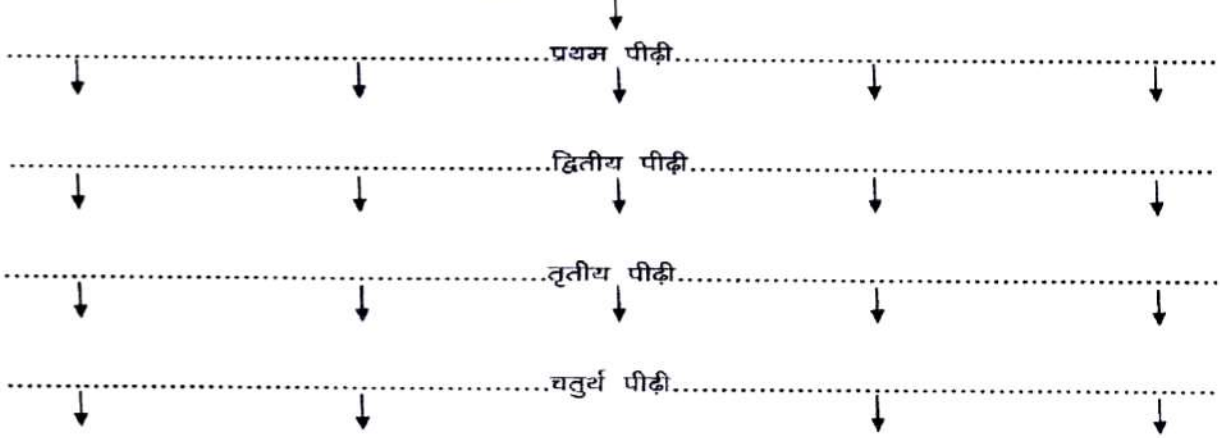 प्रथम पीढ़ी
द्वितीय पीढ़ी
तृतीय पीढ़ी
चतुर्थ पीढ़ी